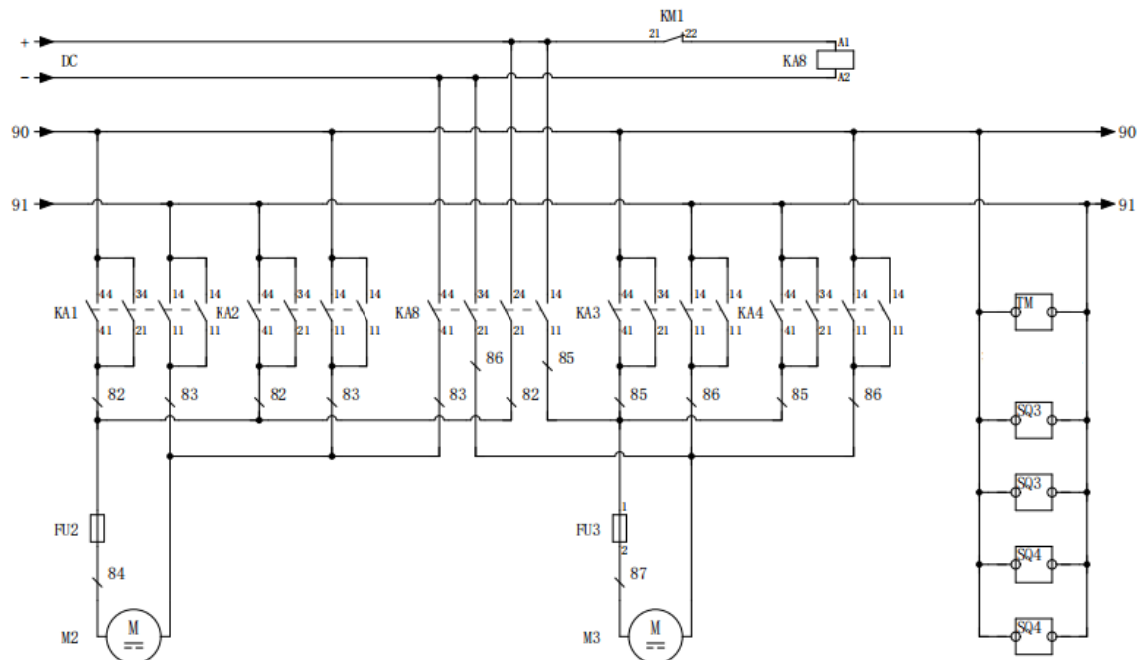 KM1
+ 21 22 A1
DC KA8
- A2
90 90
91 91
44 34 14 14 44 34 14 14 44 34 24 14 44 34 14 14 44 34 14 14
KA1 KA2 KA8 KA3 KA4 TM
41 21 11 11 41 21 11 11 41 21 21 11 41 21 11 11 41 21 11 11
86 85
82 83 82 83 83 82 85 86 85 86
SQ3
SQ3
1
FU2 FU3
2
SQ4
84 87
M M
M2 M3 SQ4